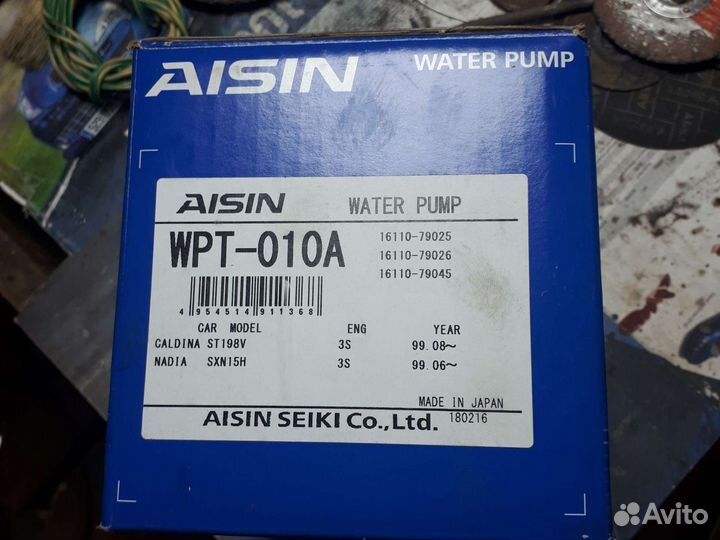 AISIN
WATER PUMP
AISIN WATER PUMP
WPT-010A
16110-79025
16110-79026
16110-79045
4 954514 911368
CAR MODEL ENG YEAR
CALDINA ST198V 3S 99.08~
NADIA SXN15H 3S 99.06~
MADE IN JAPAN
AISIN SEIKI Co.,Ltd. 180216
Avito